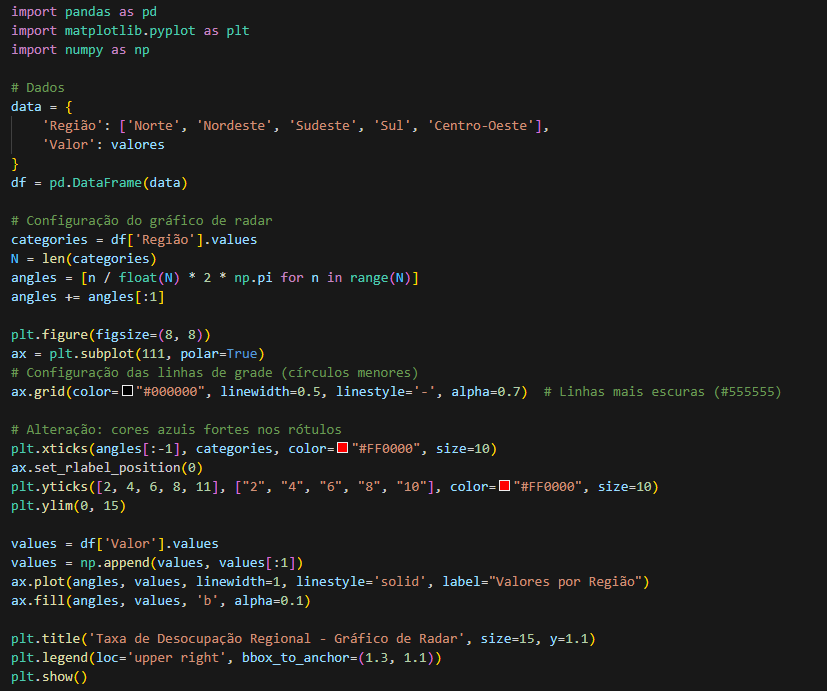 import pandas as pd
import matplotlib.pyplot as plt
import numpy as np
# Dados
data = {
    'Região': ['Norte', 'Nordeste', 'Sudeste', 'Sul', 'Centro-Oeste'],
    'Valor': valores
}
df = pd.DataFrame(data)
# Configuração do gráfico de radar
categories = df['Região'].values
N = len(categories)
angles = [n / float(N) * 2 * np.pi for n in range(N)]
angles += angles[:1]
plt.figure(figsize=(8, 8))
ax = plt.subplot(111, polar=True)
# Configuração das linhas de grade (círculos menores)
ax.grid(color="#000000", linewidth=0.5, linestyle='-', alpha=0.7)  # Linhas mais escuras (#555555)
# Alteração: cores azuis fortes nos rótulos
plt.xticks(angles[:-1], categories, color="#FF0000", size=10)
ax.set_rlabel_position(0)
plt.yticks([2, 4, 6, 8, 11], ["2", "4", "6", "8", "10"], color="#FF0000", size=10)
plt.ylim(0, 15)
values = df['Valor'].values
values = np.append(values, values[:1])
ax.plot(angles, values, linewidth=1, linestyle='solid', label="Valores por Região")
ax.fill(angles, values, 'b', alpha=0.1)
plt.title('Taxa de Desocupação Regional - Gráfico de Radar', size=15, y=1.1)
plt.legend(loc='upper right', bbox_to_anchor=(1.3, 1.1))
plt.show()